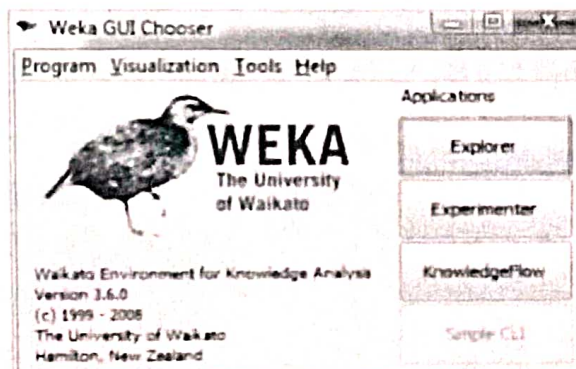 Weka GUI Chooser
Program Visualization Tools Help
Applications
WEKA
The University
of Waikato
Explorer
Experimenter
KnowledgeFlow
Simple CLI
Waikato Environment for Knowledge Analysis
Version 3.6.0
(c) 1999 - 2008
The University of Waikato
Hamilton, New Zealand